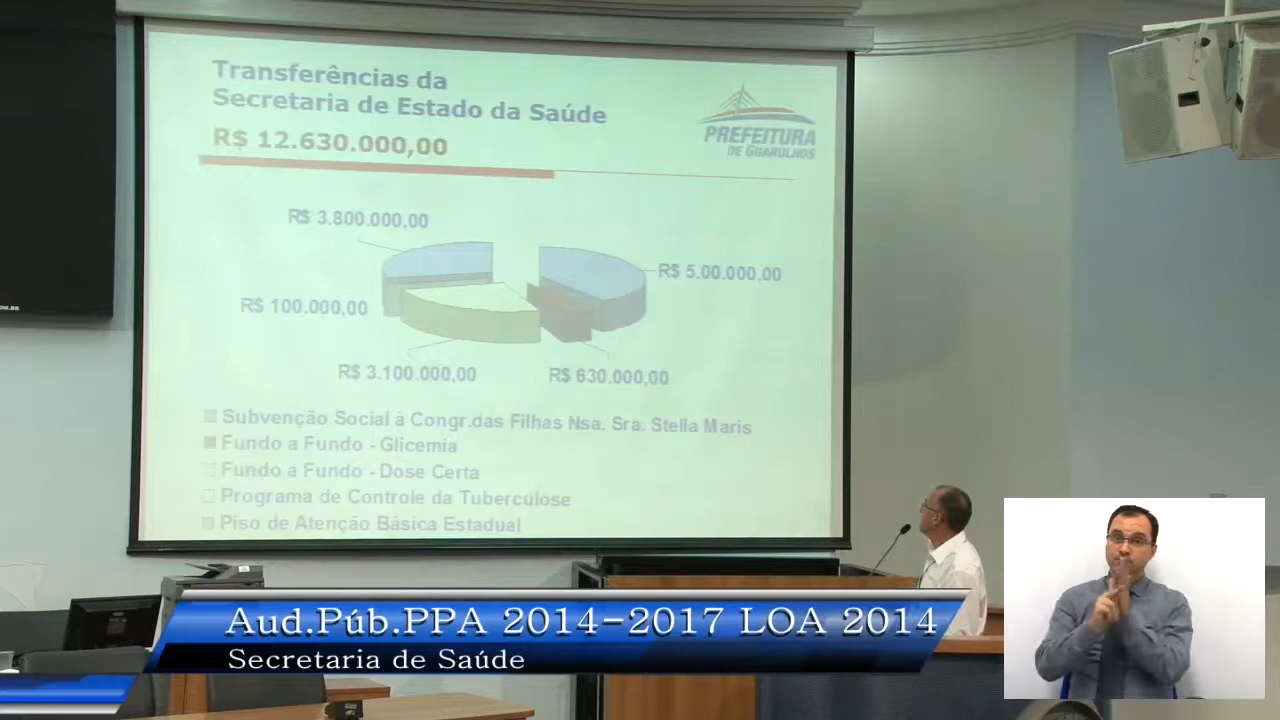 Transferências da
Secretaria de Estado da Saúde
R$ 12.630.000,00
PREFEITURA
DE GUARULHOS
R$ 3.800.000,00
R$ 5.00.000,00
R$ 100.000,00
R$ 3.100.000,00
R$ 630.000,00
Subvenção Social à Congr.das Filhas Nsa. Sra. Stella Maris
Fundo a Fundo - Glicemia
Fundo a Fundo - Dose Certa
Programa de Controle da Tuberculose
Piso de Atenção Básica Estadual
Aud.Púb.PPA 2014-2017 LOA 2014
Secretaria de Saúde